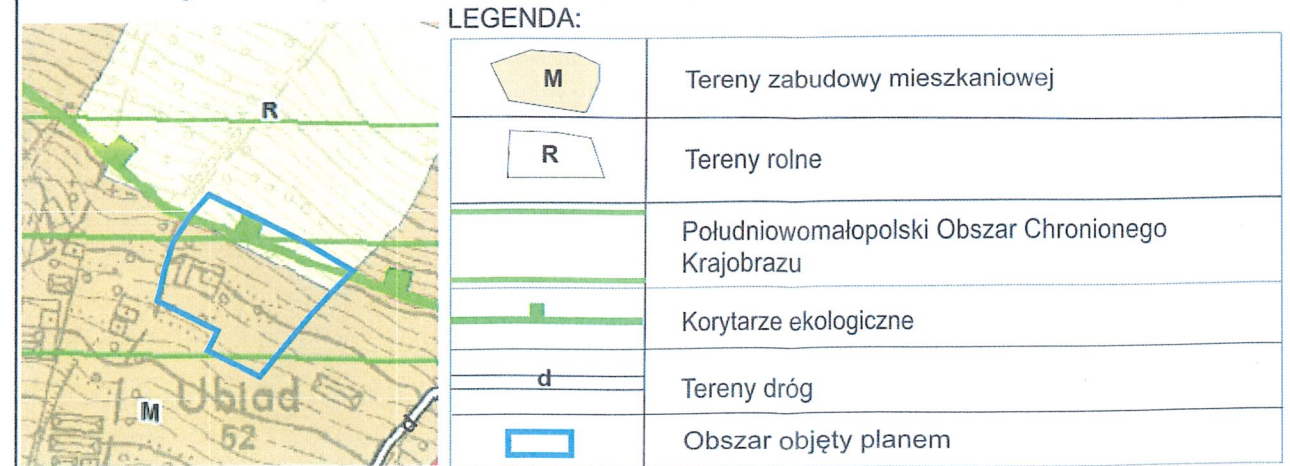 LEGENDA:
R
M
Ubiad
52
d
M
Tereny zabudowy mieszkaniowej
R
Tereny rolne
Południowomałopolski Obszar Chronionego
Krajobrazu
Korytarze ekologiczne
d
Tereny dróg
Obszar objęty planem